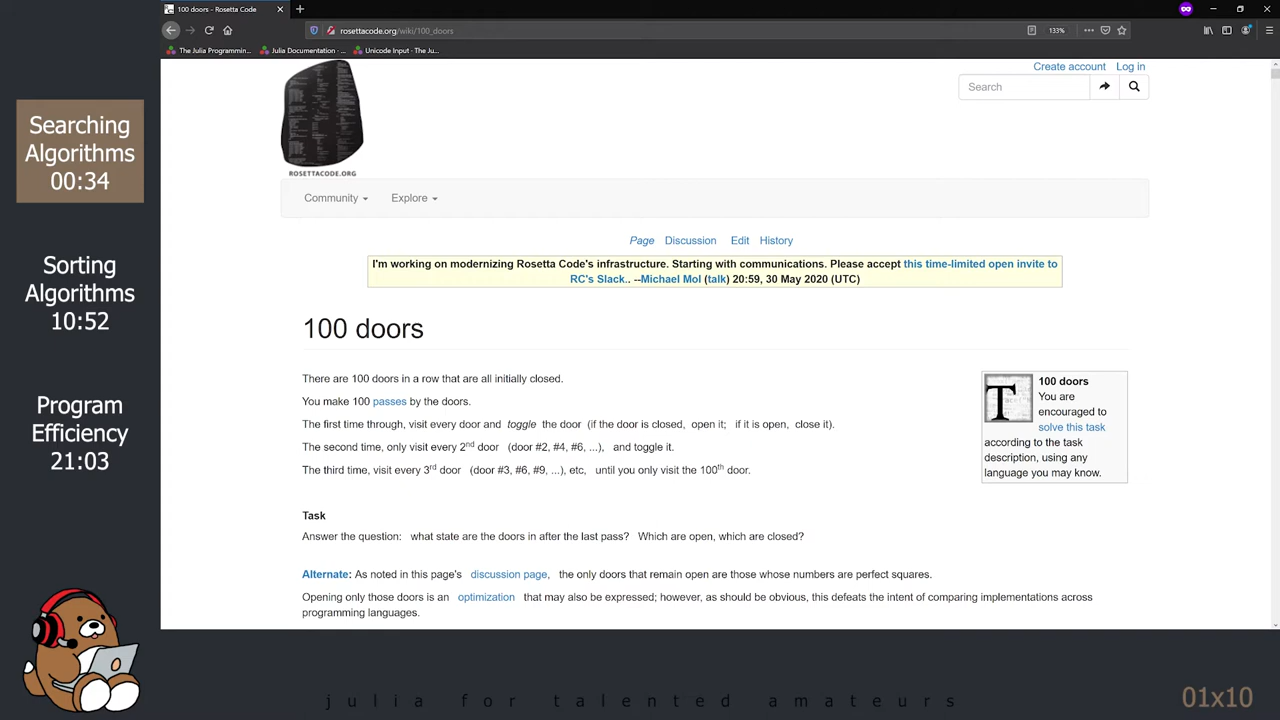 100 doors - Rosetta Code
rosettacode.org/wiki/100_doors
133%
The Julia Programmin...
Julia Documentation - ...
Unicode Input - The Ju...
Searching
Algorithms
00:34
Sorting
Algorithms
10:52
Program
Efficiency
21:03
ROSETTACODE.ORG
Create account
Log in
Search
Community
Explore
Page Discussion Edit History
I'm working on modernizing Rosetta Code's infrastructure. Starting with communications. Please accept this time-limited open invite to
RC's Slack.. --Michael Mol (talk) 20:59, 30 May 2020 (UTC)
100 doors
There are 100 doors in a row that are all initially closed.
You make 100 passes by the doors.
The first time through, visit every door and toggle the door (if the door is closed, open it; if it is open, close it).
The second time, only visit every 2nd door (door #2, #4, #6, ...), and toggle it.
The third time, visit every 3rd door (door #3, #6, #9, ...), etc, until you only visit the 100th door.
T
100 doors
You are
encouraged to
solve this task
according to the task
description, using any
language you may know.
Task
Answer the question: what state are the doors in after the last pass? Which are open, which are closed?
Alternate: As noted in this page's discussion page, the only doors that remain open are those whose numbers are perfect squares.
Opening only those doors is an optimization that may also be expressed; however, as should be obvious, this defeats the intent of comparing implementations across
programming languages.
julia for talented amateurs
01x10